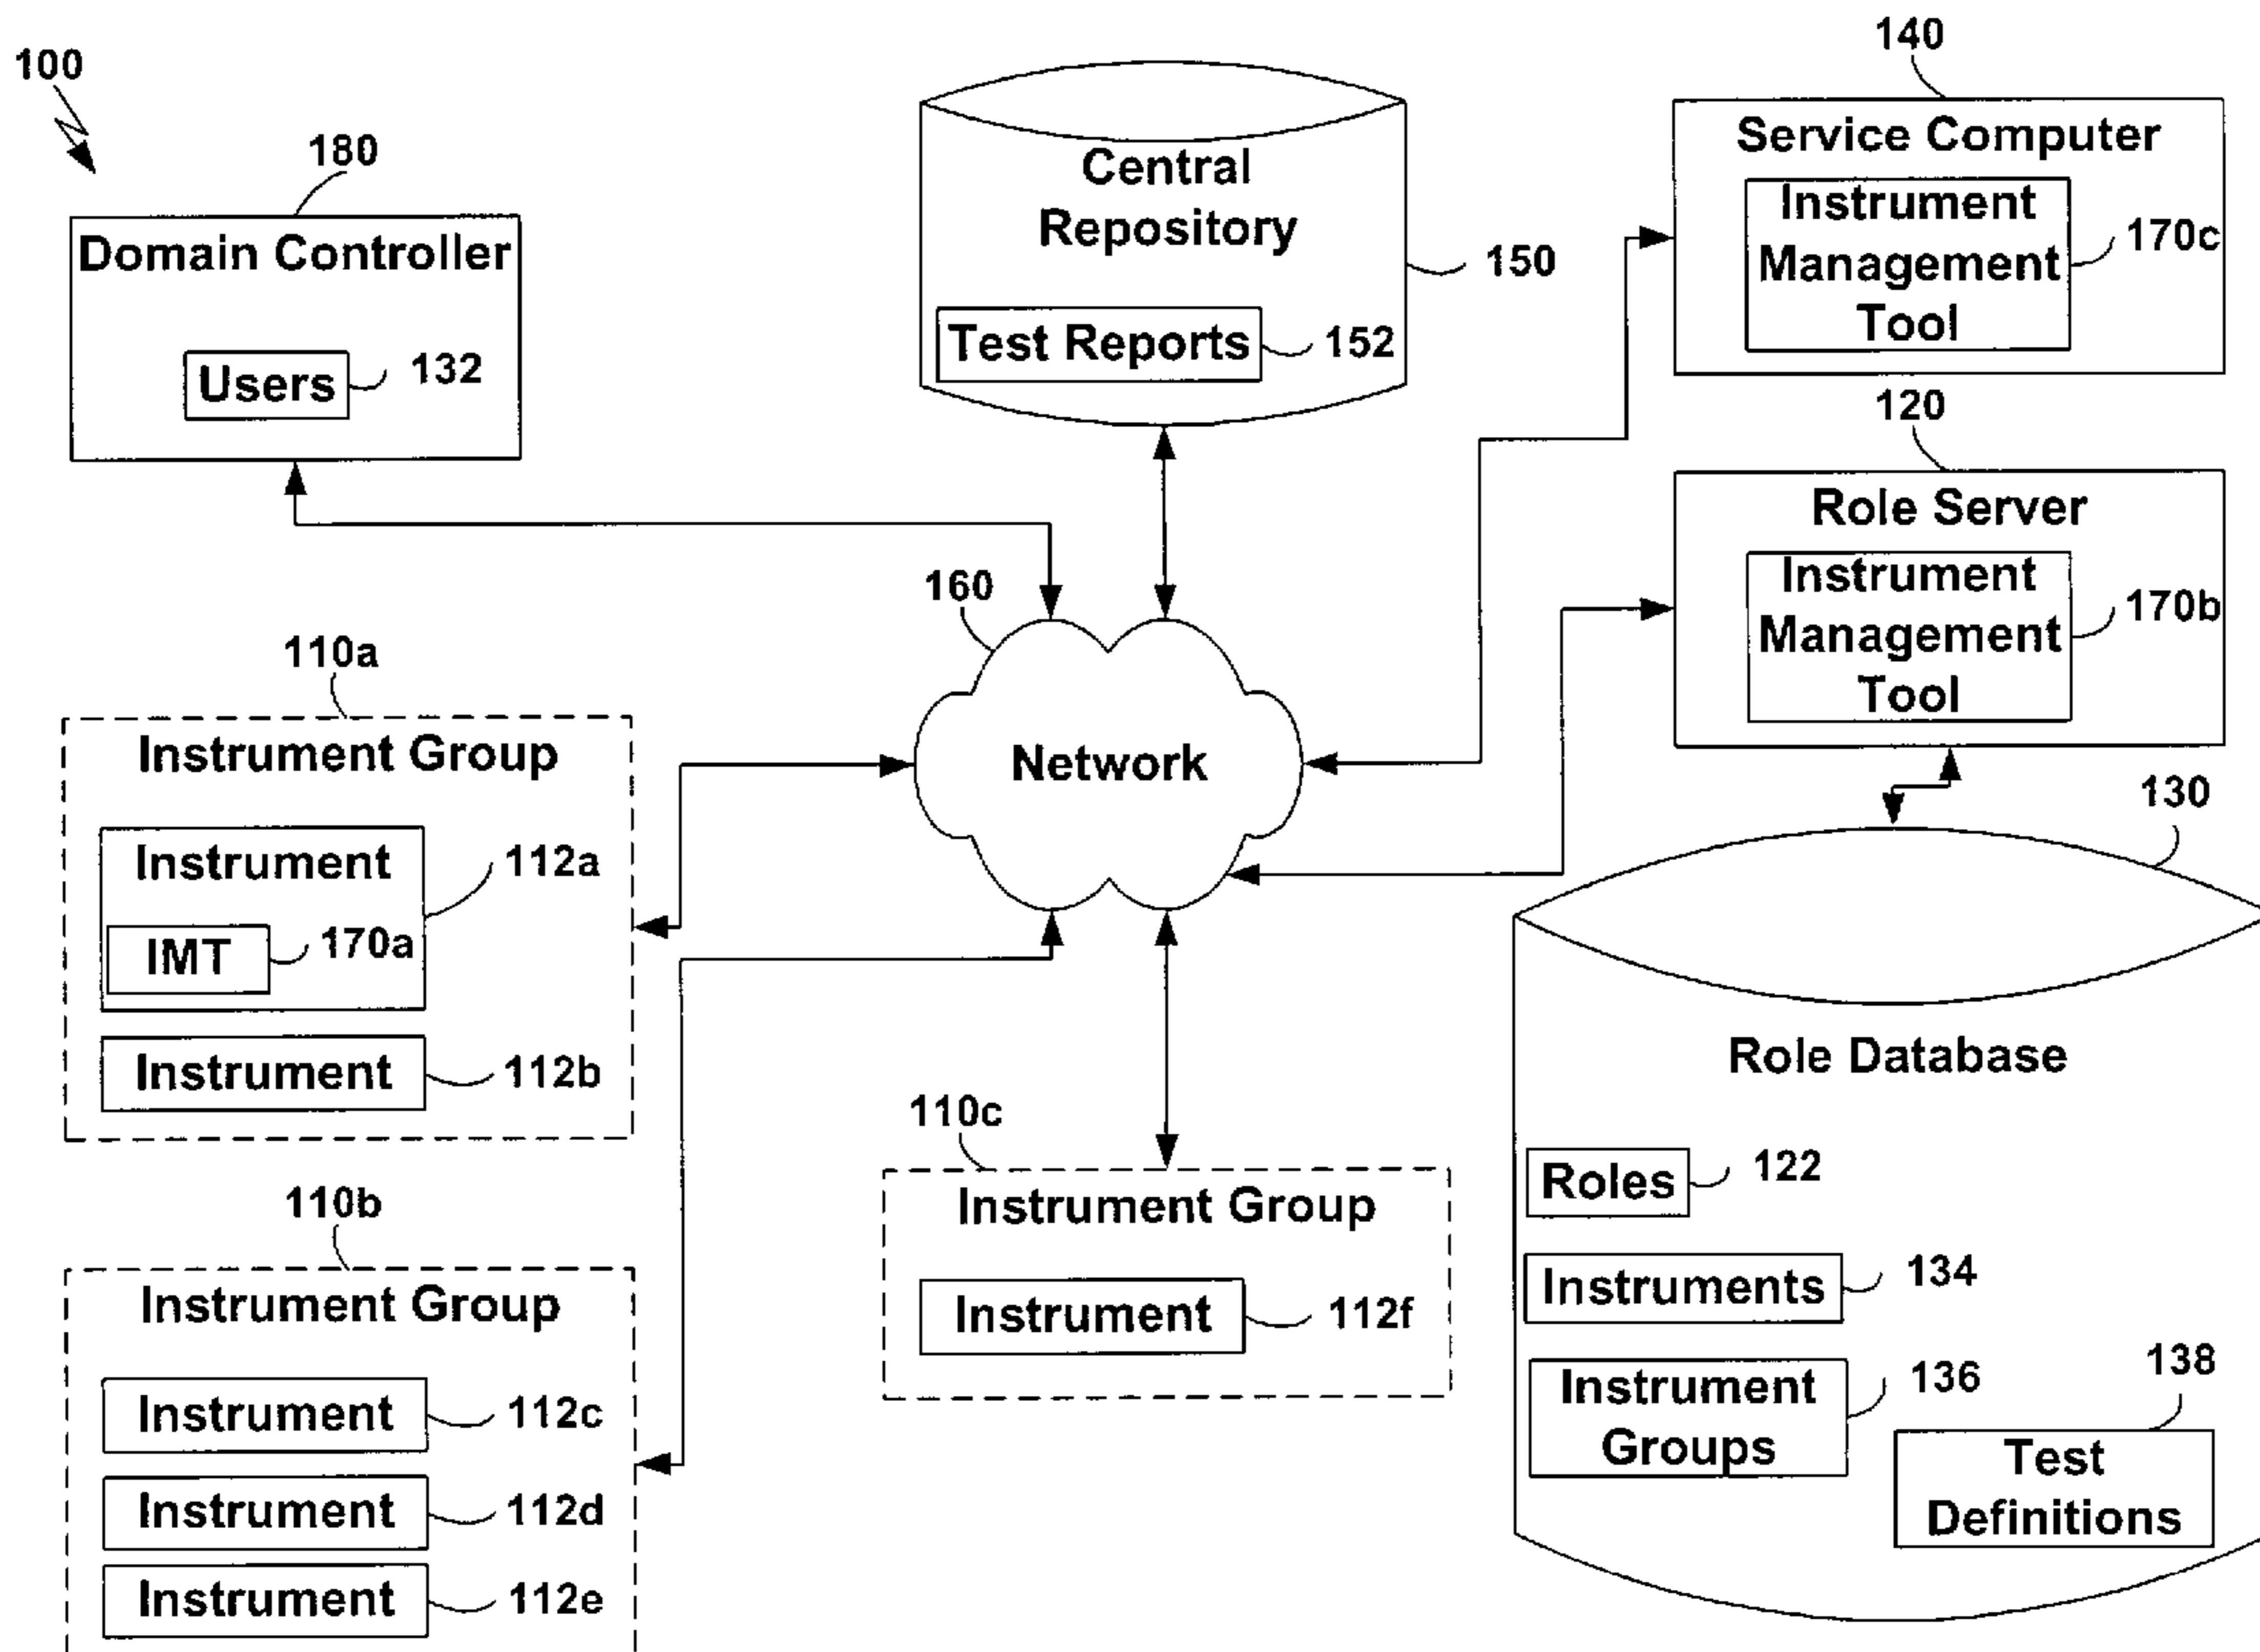 100
180
Domain Controller
Users
132
Central
Repository
150
Test Reports
152
140
Service Computer
Instrument
Management
Tool
170c
120
Role Server
Instrument
Management
Tool
170b
160
Network
110a
Instrument Group
Instrument
112a
IMT
170a
Instrument
112b
110b
Instrument Group
Instrument
112c
Instrument
112d
Instrument
112e
110c
Instrument Group
Instrument
112f
130
Role Database
Roles
122
Instruments
134
Instrument
Groups
136
138
Test
Definitions